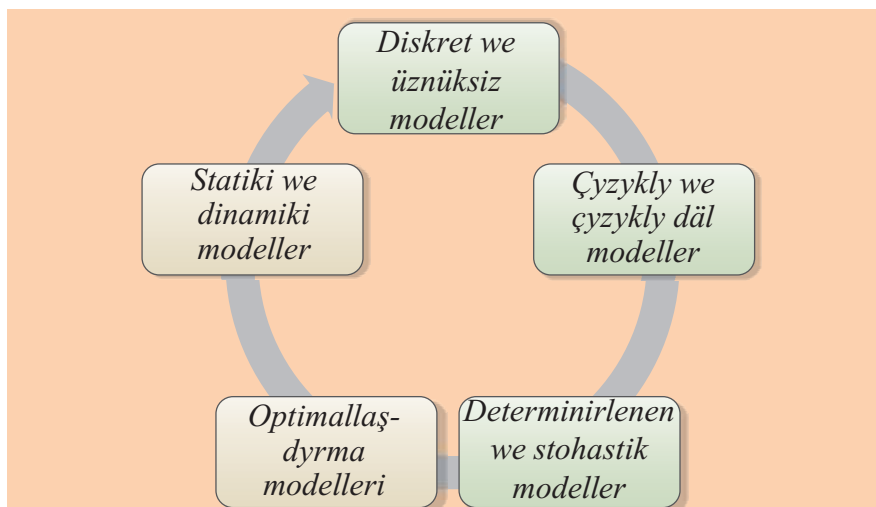 Diskret we
üznüksiz
modeller
Çyzykly we
çyzykly däl
modeller
Determinirlenen
we stohastik
modeller
Optimallaş-
dyrma
modelleri
Statiki we
dinamiki
modeller